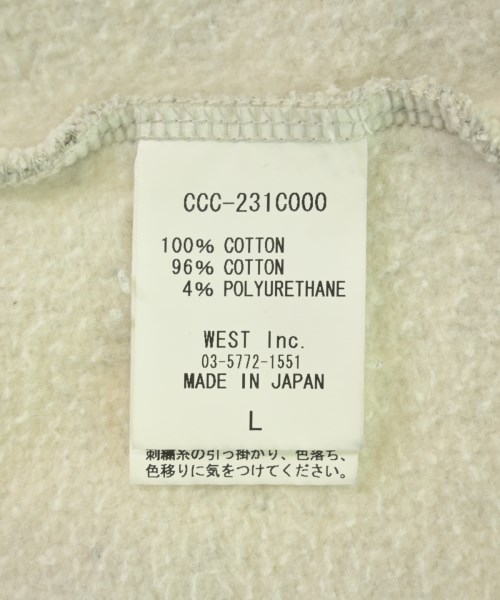 CCC-231C000
100% COTTON
96% COTTON
4% POLYURETHANE
WEST Inc.
03-5772-1551
MADE IN JAPAN
L
刺繍糸の引っ掛かり、色落ち、
色移りに気をつけてください。